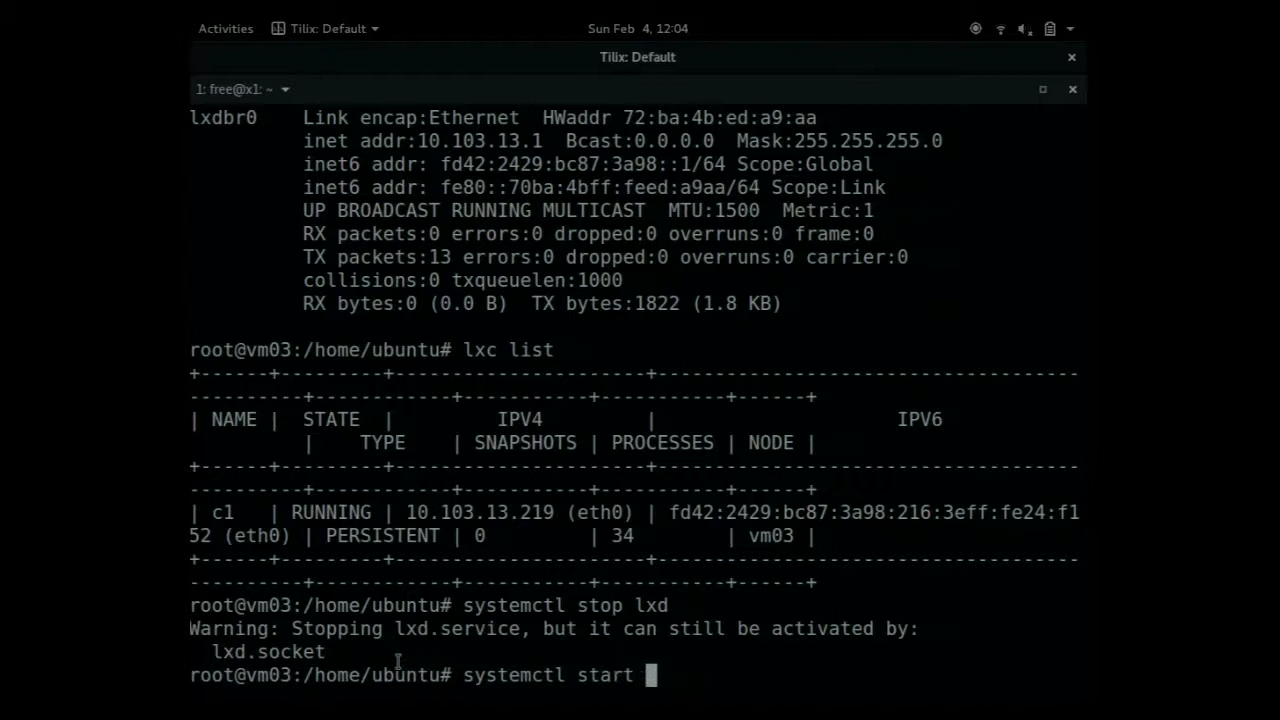 Activities Tilix: Default Sun Feb 4, 12:04
Tilix: Default
1: free@x1: ~
lxdbr0    Link encap:Ethernet  HWaddr 72:ba:4b:ed:a9:aa
          inet addr:10.103.13.1  Bcast:0.0.0.0  Mask:255.255.255.0
          inet6 addr: fd42:2429:bc87:3a98::1/64 Scope:Global
          inet6 addr: fe80::70ba:4bff:feed:a9aa/64 Scope:Link
          UP BROADCAST RUNNING MULTICAST  MTU:1500  Metric:1
          RX packets:0 errors:0 dropped:0 overruns:0 frame:0
          TX packets:13 errors:0 dropped:0 overruns:0 carrier:0
          collisions:0 txqueuelen:1000
          RX bytes:0 (0.0 B)  TX bytes:1822 (1.8 KB)
root@vm03:/home/ubuntu# lxc list
+------+---------+----------------------+-------------------------------------
----------+------------+-----------+-----------+------+
| NAME |  STATE  |         IPV4         |                     IPV6
          |    TYPE    | SNAPSHOTS | PROCESSES | NODE |
+------+---------+----------------------+-------------------------------------
----------+------------+-----------+-----------+------+
| c1   | RUNNING | 10.103.13.219 (eth0) | fd42:2429:bc87:3a98:216:3eff:fe24:f1
52 (eth0) | PERSISTENT | 0         | 34        | vm03 |
+------+---------+----------------------+-------------------------------------
----------+------------+-----------+-----------+------+
root@vm03:/home/ubuntu# systemctl stop lxd
Warning: Stopping lxd.service, but it can still be activated by:
  lxd.socket
root@vm03:/home/ubuntu# systemctl start